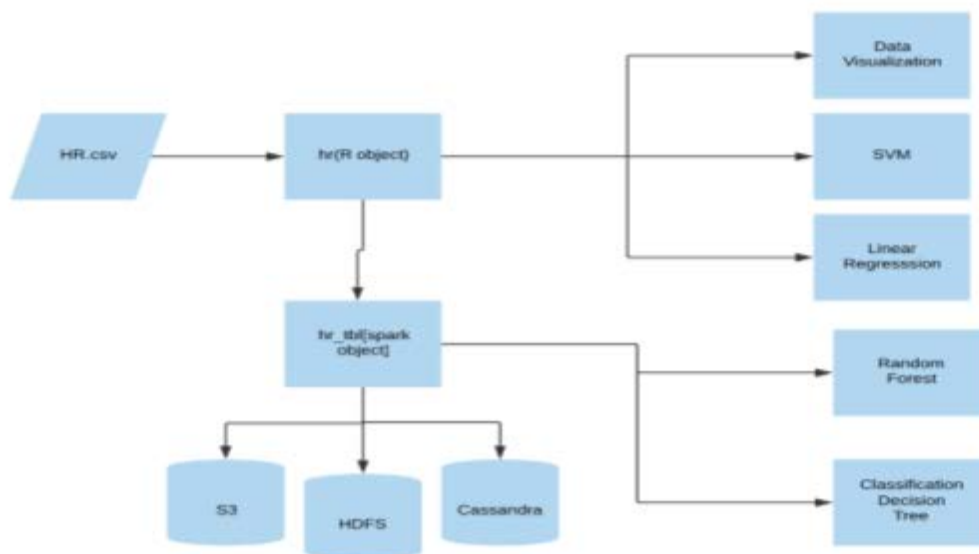 Data
Visualization
HR.csv
hr(R object)
SVM
Linear
Regresssion
hr_tbl[spark
object]
Random
Forest
S3
HDFS
Cassandra
Classification
Decision
Tree